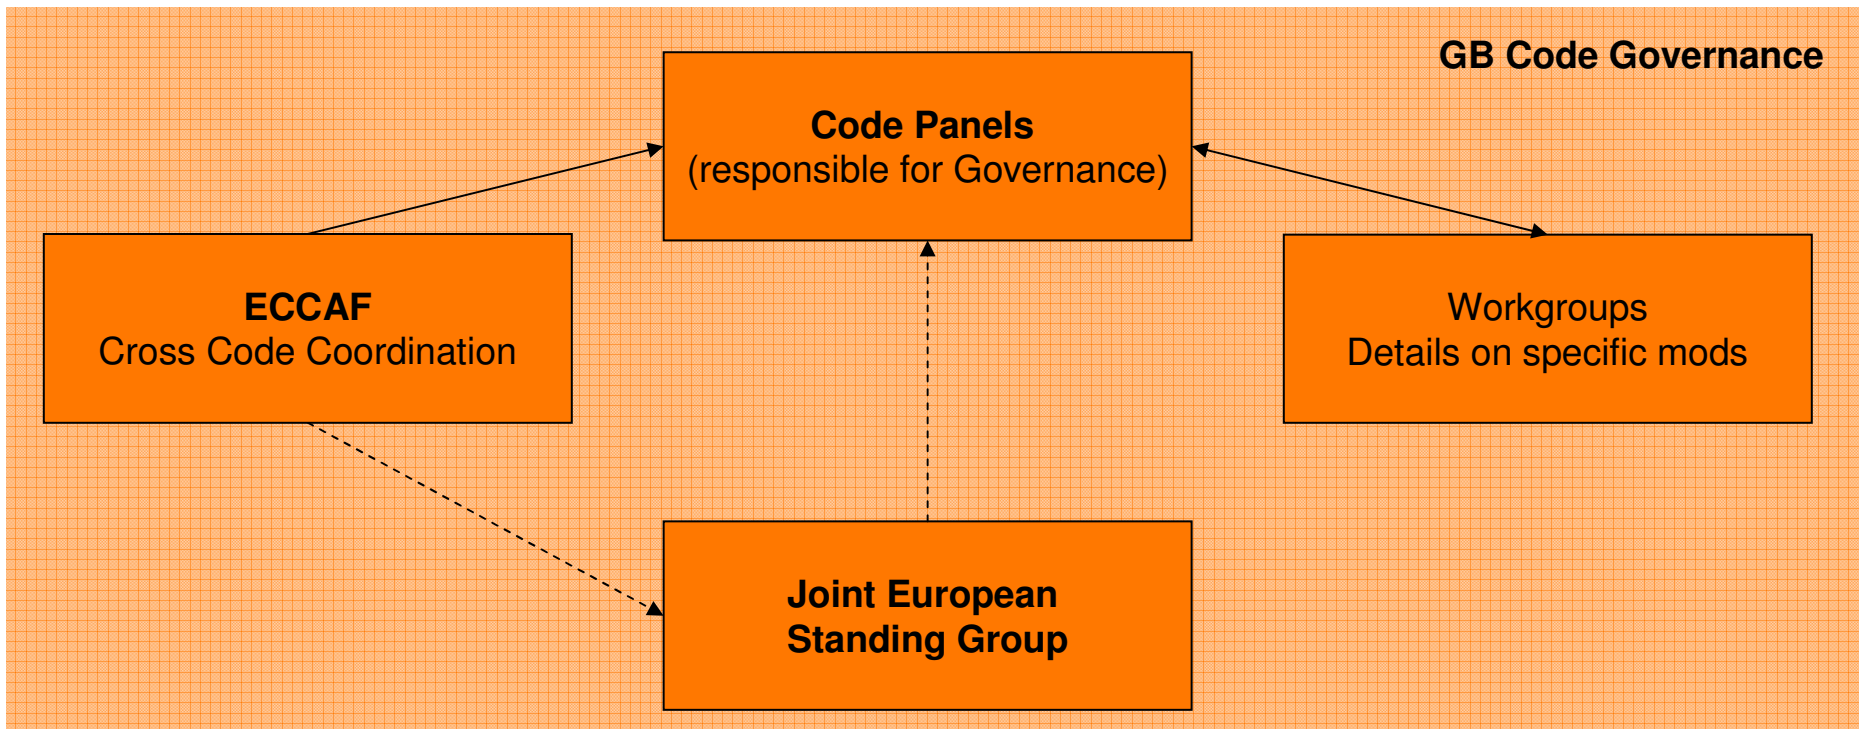 GB Code Governance
Code Panels
(responsible for Governance)
ECCAF
Cross Code Coordination
Workgroups
Details on specific mods
Joint European
Standing Group